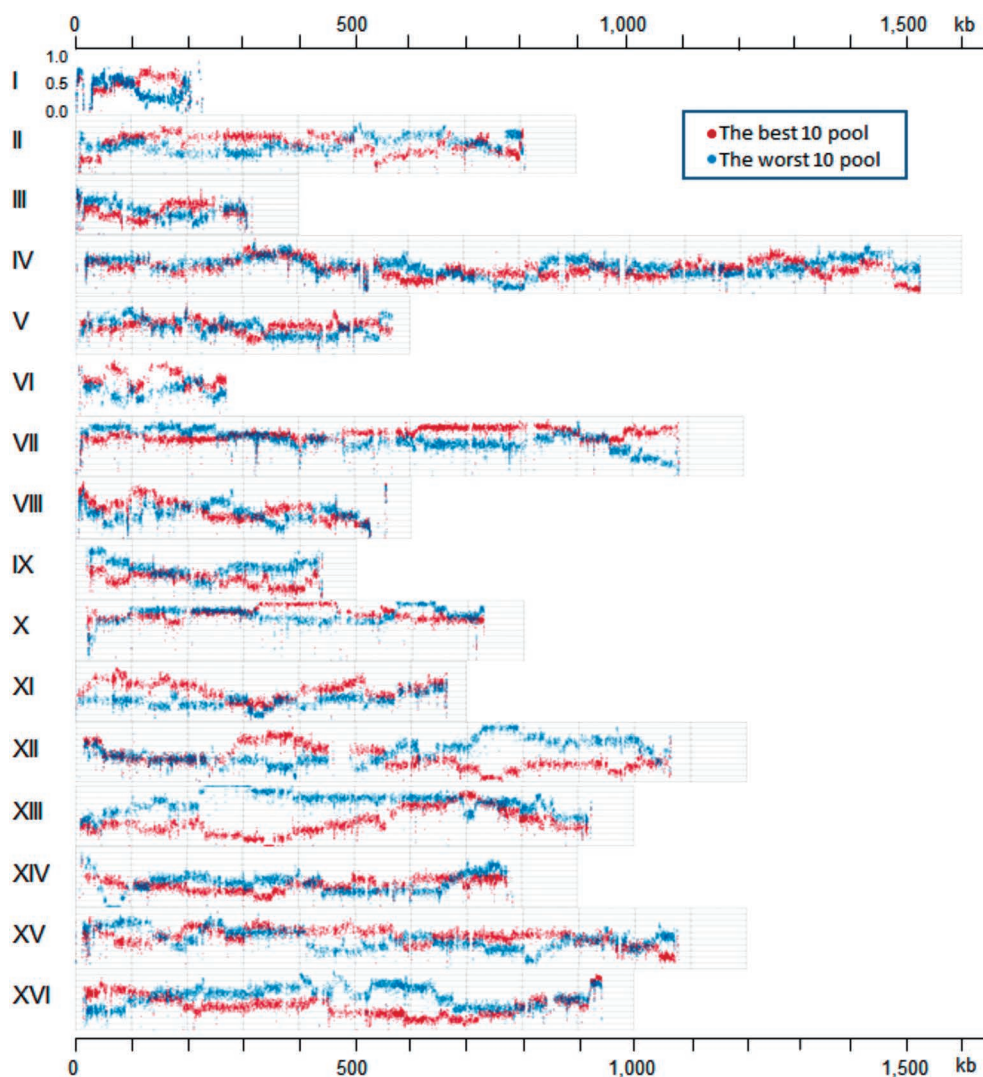 0 500 1,000 1,500 kb
I 1.0
0.5
0.0
II
The best 10 pool
The worst 10 pool
III
IV
V
VI
VII
VIII
IX
X
XI
XII
XIII
XIV
XV
XVI
0 500 1,000 1,500 kb